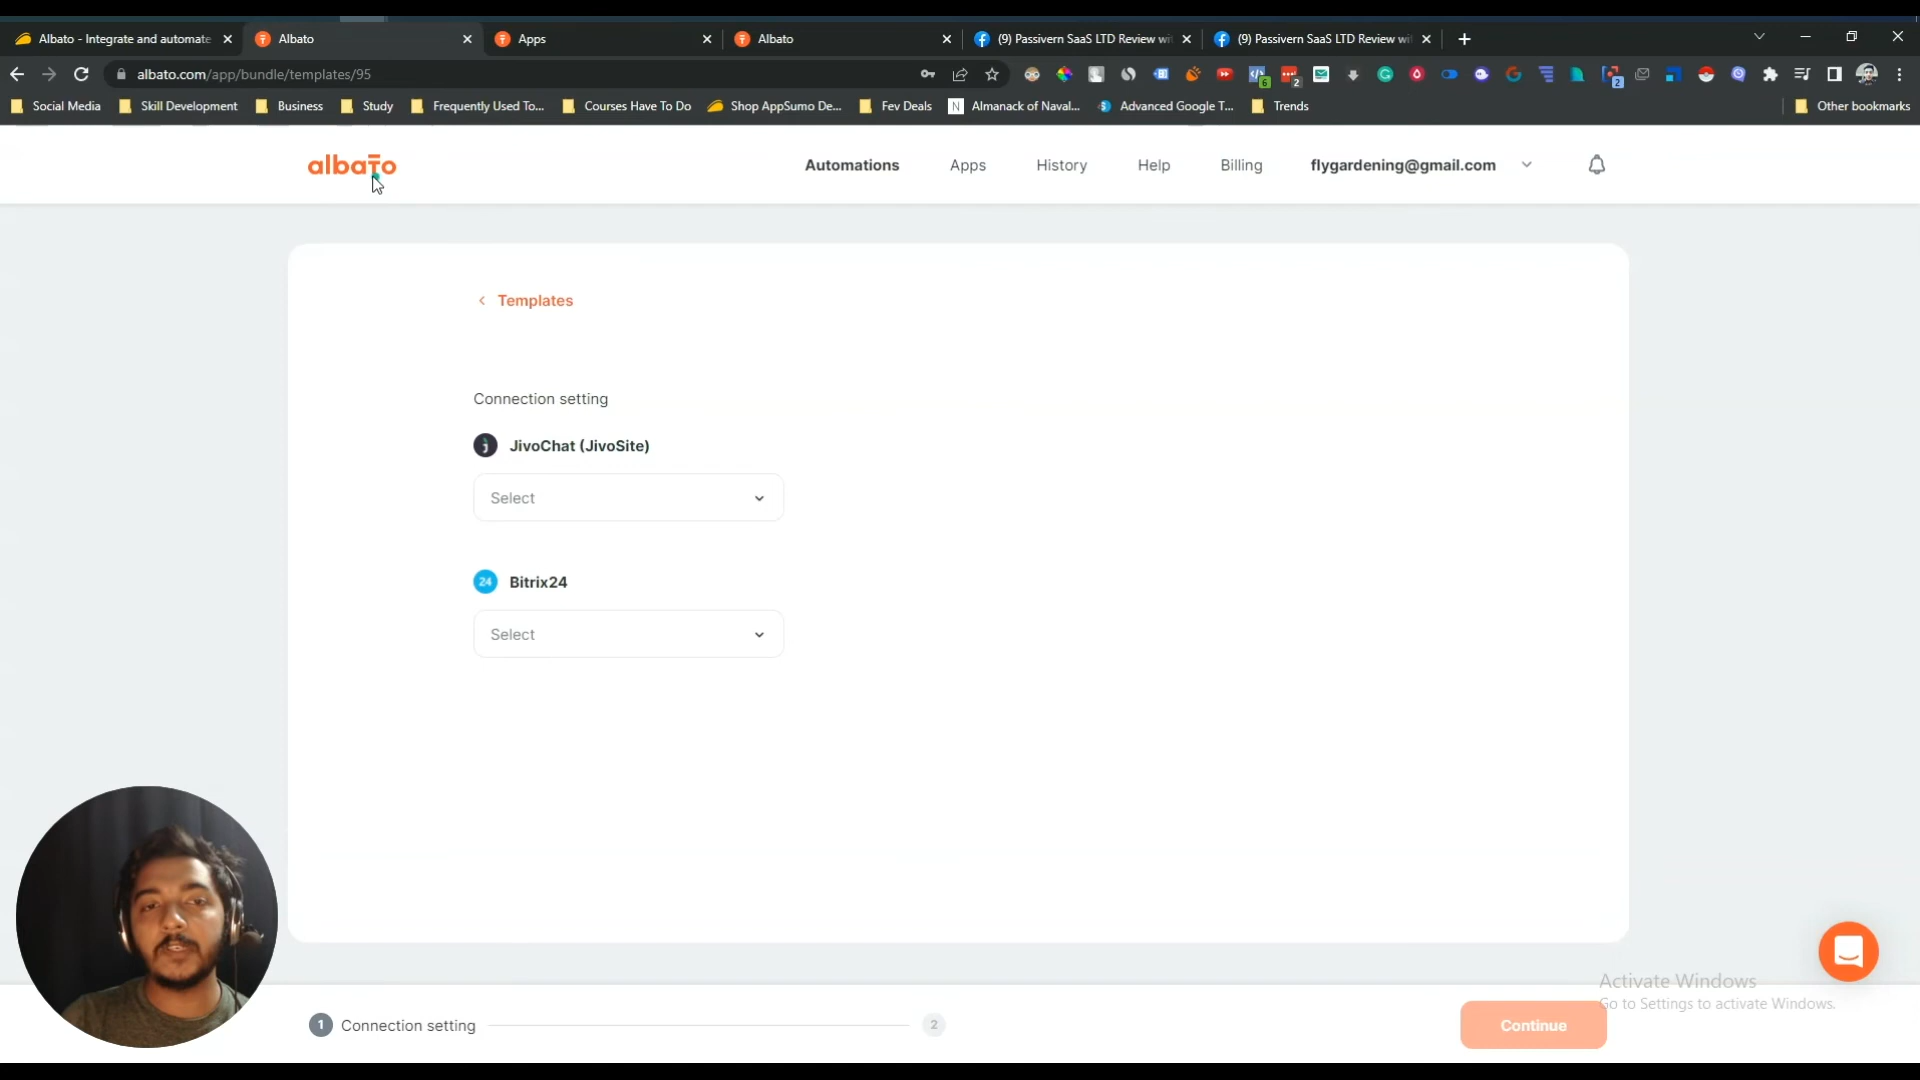 Albato - Integrate and automate
Albato
Apps
Albato
(9) Passivern SaaS LTD Review wi
(9) Passivern SaaS LTD Review wi
albato.com/app/bundle/templates/95
6
2
2
Social Media
Skill Development
Business
Study
Frequently Used To...
Courses Have To Do
Shop AppSumo De...
Fev Deals
Almanack of Naval...
Advanced Google T...
Trends
Other bookmarks
albato
Automations
Apps
History
Help
Billing
flygardening@gmail.com
Templates
Connection setting
JivoChat (JivoSite)
Select
24 Bitrix24
Select
Activate Windows
Go to Settings to activate Windows.
1 Connection setting
2
Continue